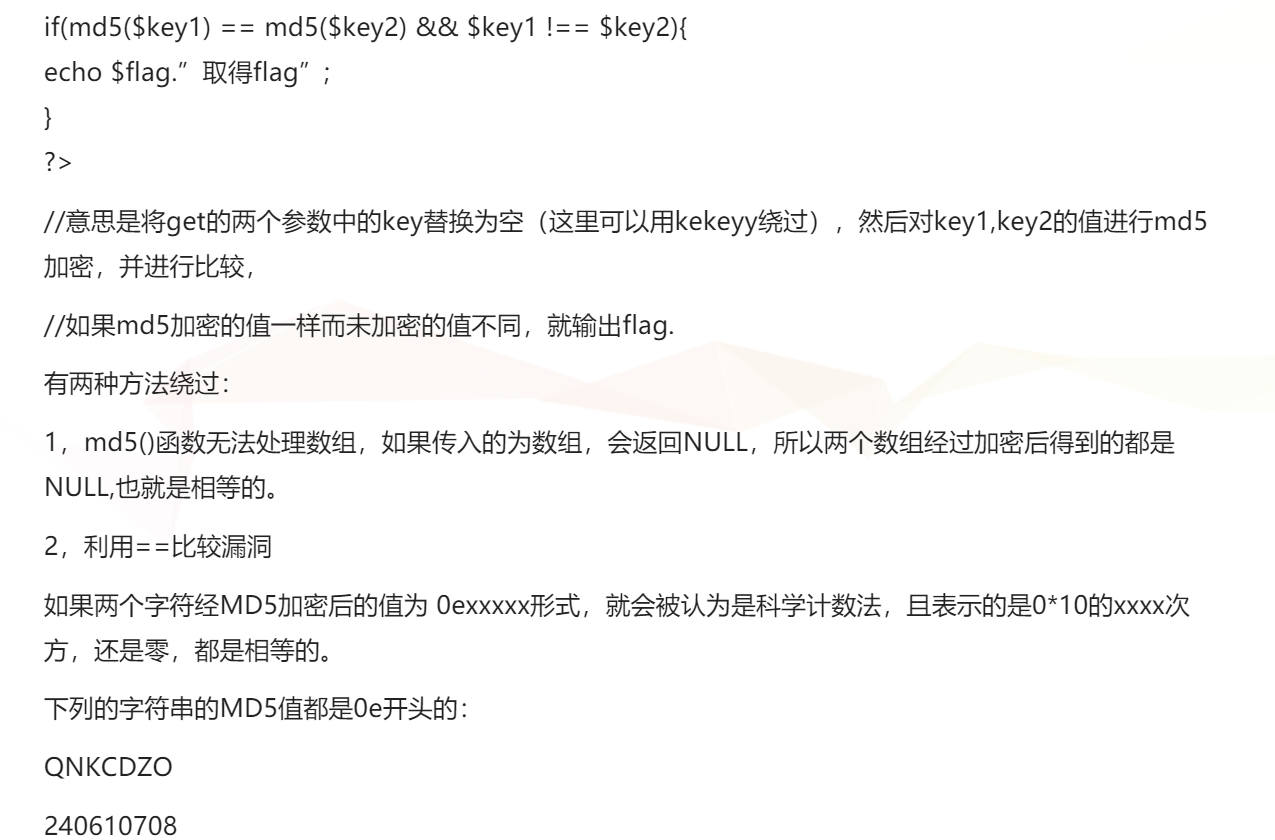 if(md5($key1) == md5($key2) && $key1 !== $key2){
echo $flag.”取得flag”;
}
?>
//意思是将get的两个参数中的key替换为空（这里可以用kekeyy绕过），然后对key1,key2的值进行md5
加密，并进行比较，
//如果md5加密的值一样而未加密的值不同，就输出flag.
有两种方法绕过：
1，md5()函数无法处理数组，如果传入的为数组，会返回NULL，所以两个数组经过加密后得到的都是
NULL,也就是相等的。
2，利用==比较漏洞
如果两个字符经MD5加密后的值为 0exxxxx形式，就会被认为是科学计数法，且表示的是0*10的xxxx次
方，还是零，都是相等的。
下列的字符串的MD5值都是0e开头的：
QNKCDZO
240610708